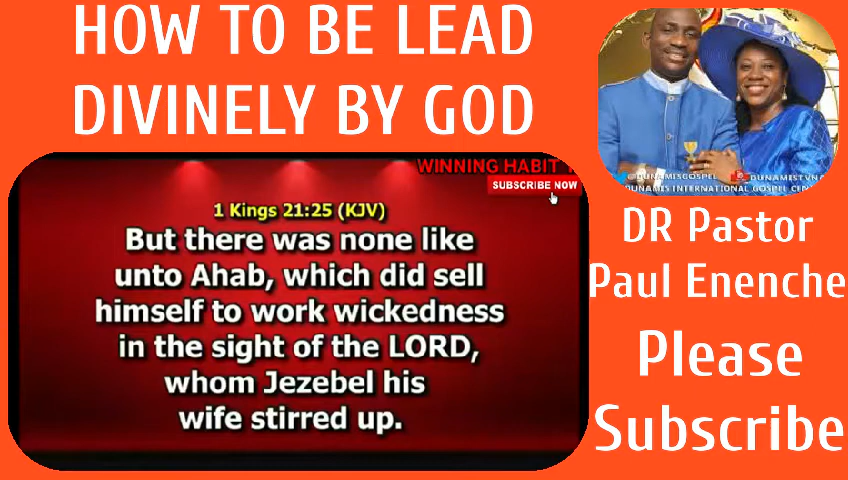 HOW TO BE LEAD
DIVINELY BY GOD
WINNING HABIT
SUBSCRIBE NOW
1 Kings 21:25 (KJV)
But there was none like
unto Ahab, which did sell
himself to work wickedness
in the sight of the LORD,
whom Jezebel his
wife stirred up.
@DUNAMISGOSPEL
DUNAMISTVNG
DUNAMIS INTERNATIONAL GOSPEL
DR Pastor
Paul Enenche
Please
Subscribe